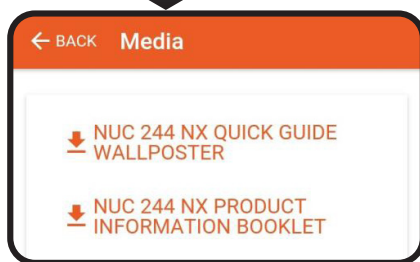 ← BACK Media
NUC 244 NX QUICK GUIDE
WALLPOSTER
NUC 244 NX PRODUCT
INFORMATION BOOKLET